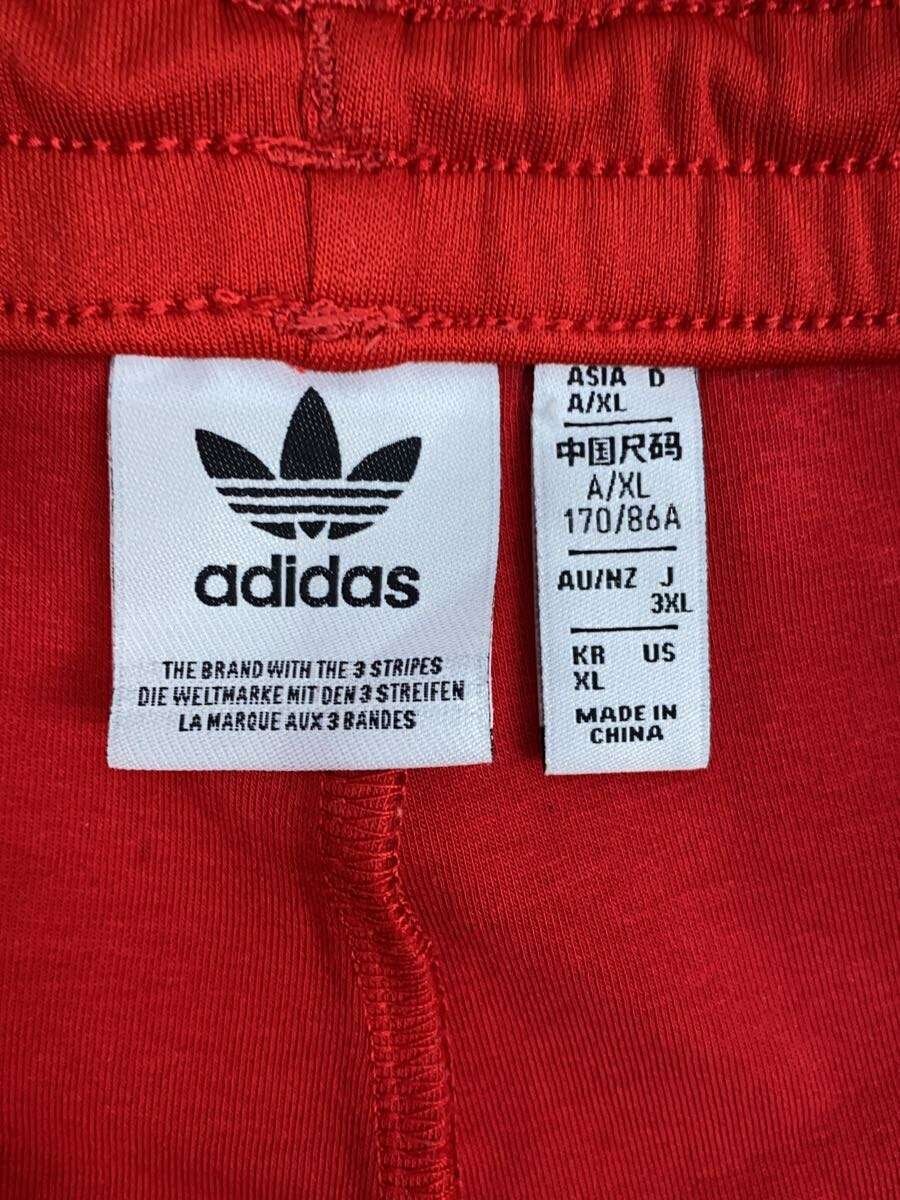 adidas
THE BRAND WITH THE 3 STRIPES
DIE WELTMARKE MIT DEN 3 STREIFEN
LA MARQUE AUX 3 BANDES
ASIA D
A/XL
中国尺码
A/XL
170/86A
AU/NZ J
3XL
KR US
XL
MADE IN
CHINA